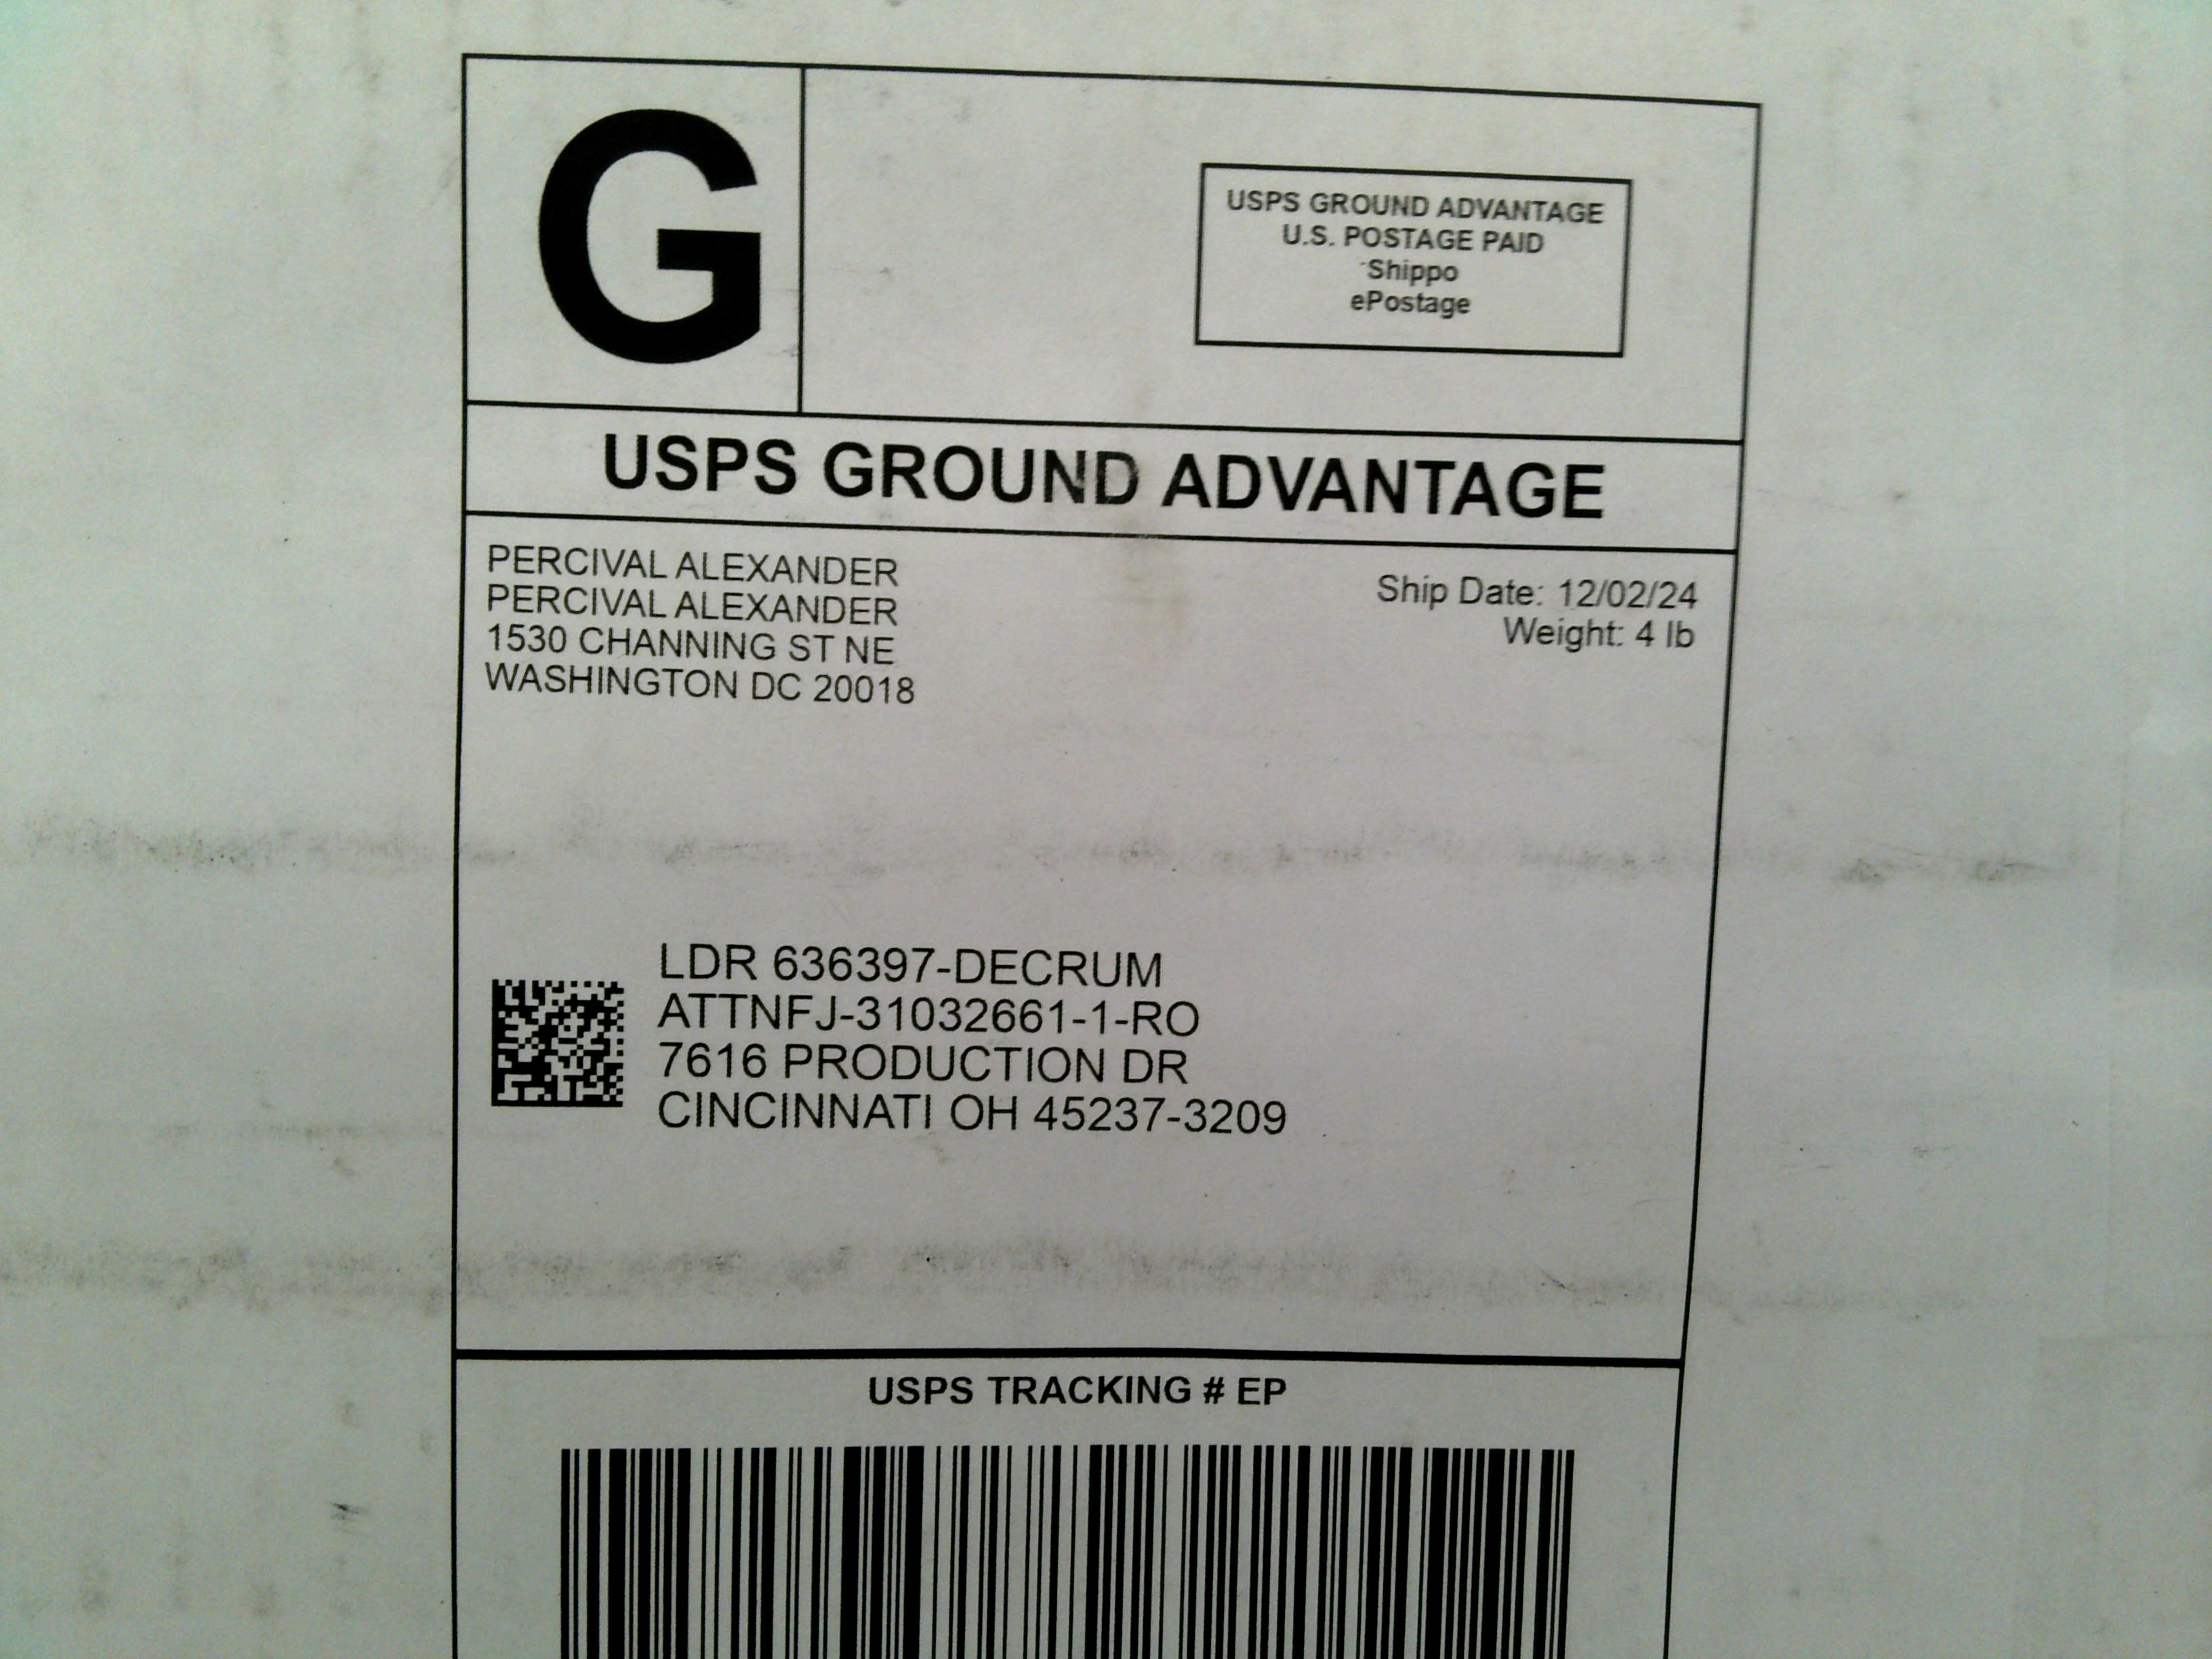 G
USPS GROUND ADVANTAGE
U.S. POSTAGE PAID
Shippo
ePostage
USPS GROUND ADVANTAGE
PERCIVAL ALEXANDER
PERCIVAL ALEXANDER
1530 CHANNING ST NE
WASHINGTON DC 20018
Ship Date: 12/02/24
Weight: 4 lb
LDR 636397-DECRUM
ATTNFJ-31032661-1-RO
7616 PRODUCTION DR
CINCINNATI OH 45237-3209
USPS TRACKING # EP